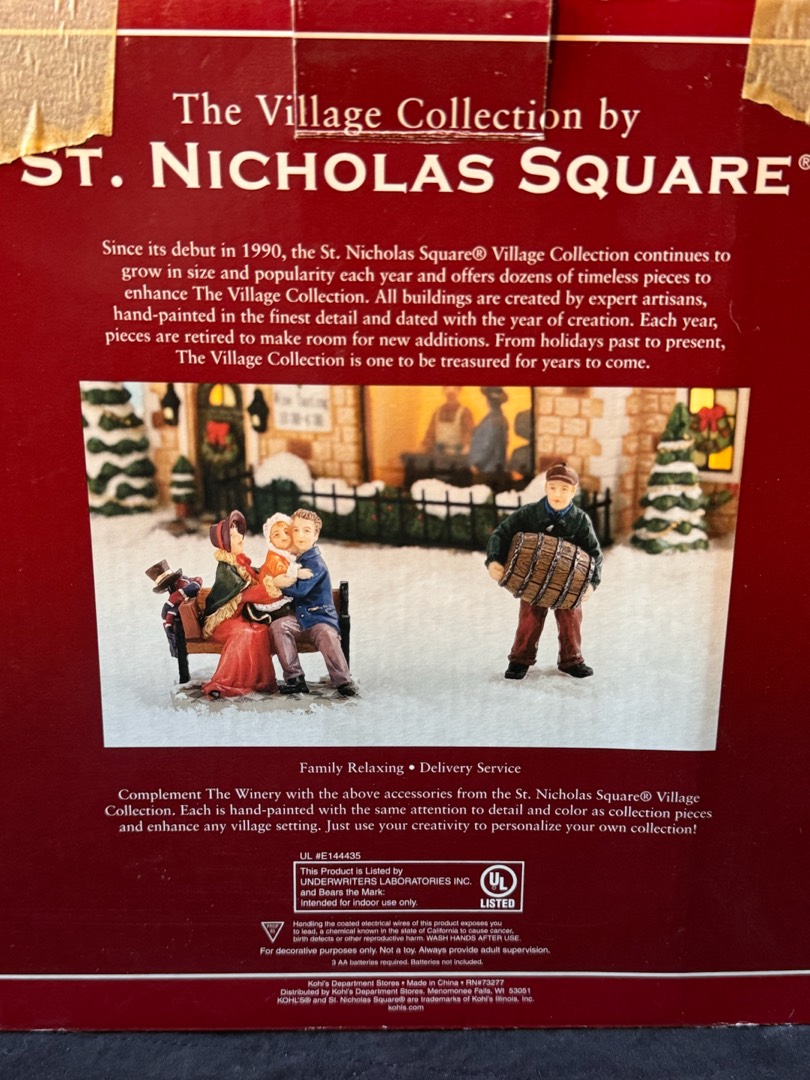 The Village Collection by
ST. NICHOLAS SQUARE®
Since its debut in 1990, the St. Nicholas Square® Village Collection continues to
grow in size and popularity each year and offers dozens of timeless pieces to
enhance The Village Collection. All buildings are created by expert artisans,
hand-painted in the finest detail and dated with the year of creation. Each year,
pieces are retired to make room for new additions. From holidays past to present,
The Village Collection is one to be treasured for years to come.
Family Relaxing • Delivery Service
Complement The Winery with the above accessories from the St. Nicholas Square® Village
Collection. Each is hand-painted with the same attention to detail and color as collection pieces
and enhance any village setting. Just use your creativity to personalize your own collection!
UL #E144435
This Product is Listed by
UNDERWRITERS LABORATORIES INC.
and Bears the Mark:
Intended for indoor use only.
UL
LISTED
Handling the coated electrical wires of this product exposes you
to lead, a chemical known in the state of California to cause cancer,
birth defects or other reproductive harm. WASH HANDS AFTER USE.
For decorative purposes only. Not a toy. Always provide adult supervision.
3 AA batteries required. Batteries not included.
Kohl's Department Stores • Made in China • RN#73277
Distributed by Kohl's Department Stores. Menomonee Falls, WI 53051
KOHL'S® and St. Nicholas Square® are trademarks of Kohl's Illinois, Inc.
kohls.com